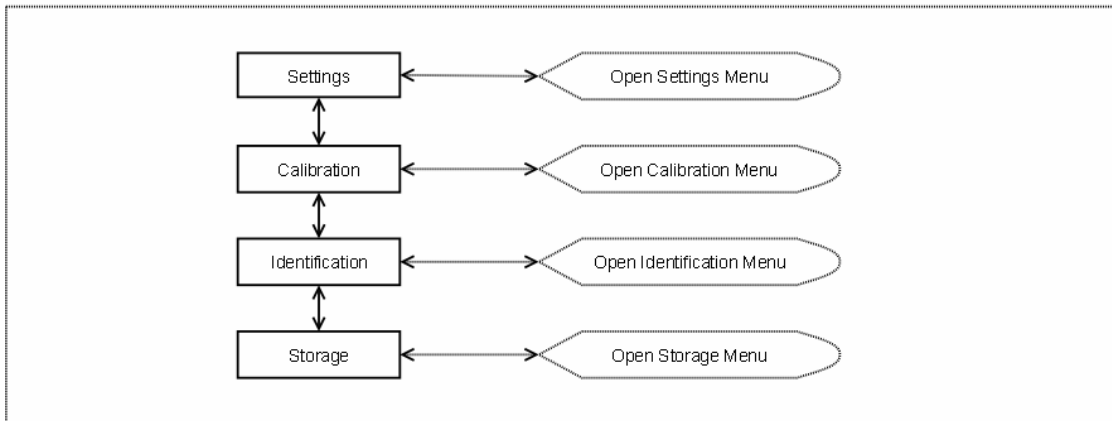 Settings
Open Settings Menu
Calibration
Open Calibration Menu
Identification
Open Identification Menu
Storage
Open Storage Menu